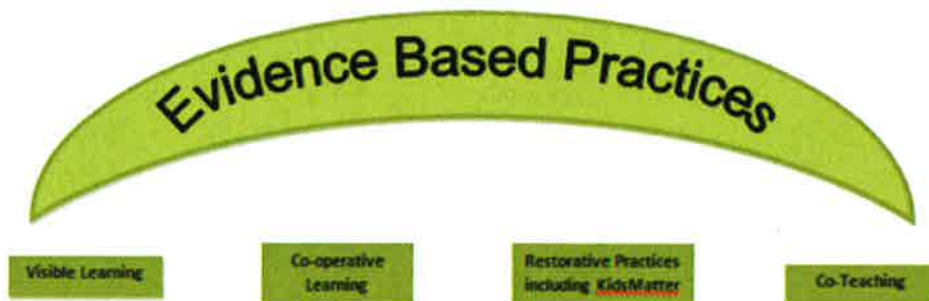 Evidence Based Practices
Visible Learning
Co-operative
Learning
Restorative Practices
including KidsMatter
Co-Teaching